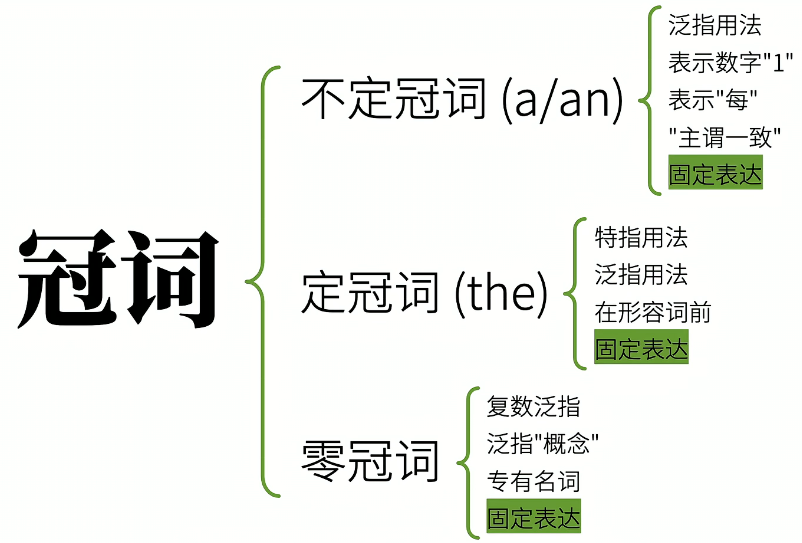 冠词
不定冠词 (a/an)
泛指用法
表示数字"1"
表示"每"
"主谓一致"
固定表达
定冠词 (the)
特指用法
泛指用法
在形容词前
固定表达
零冠词
复数泛指
泛指"概念"
专有名词
固定表达